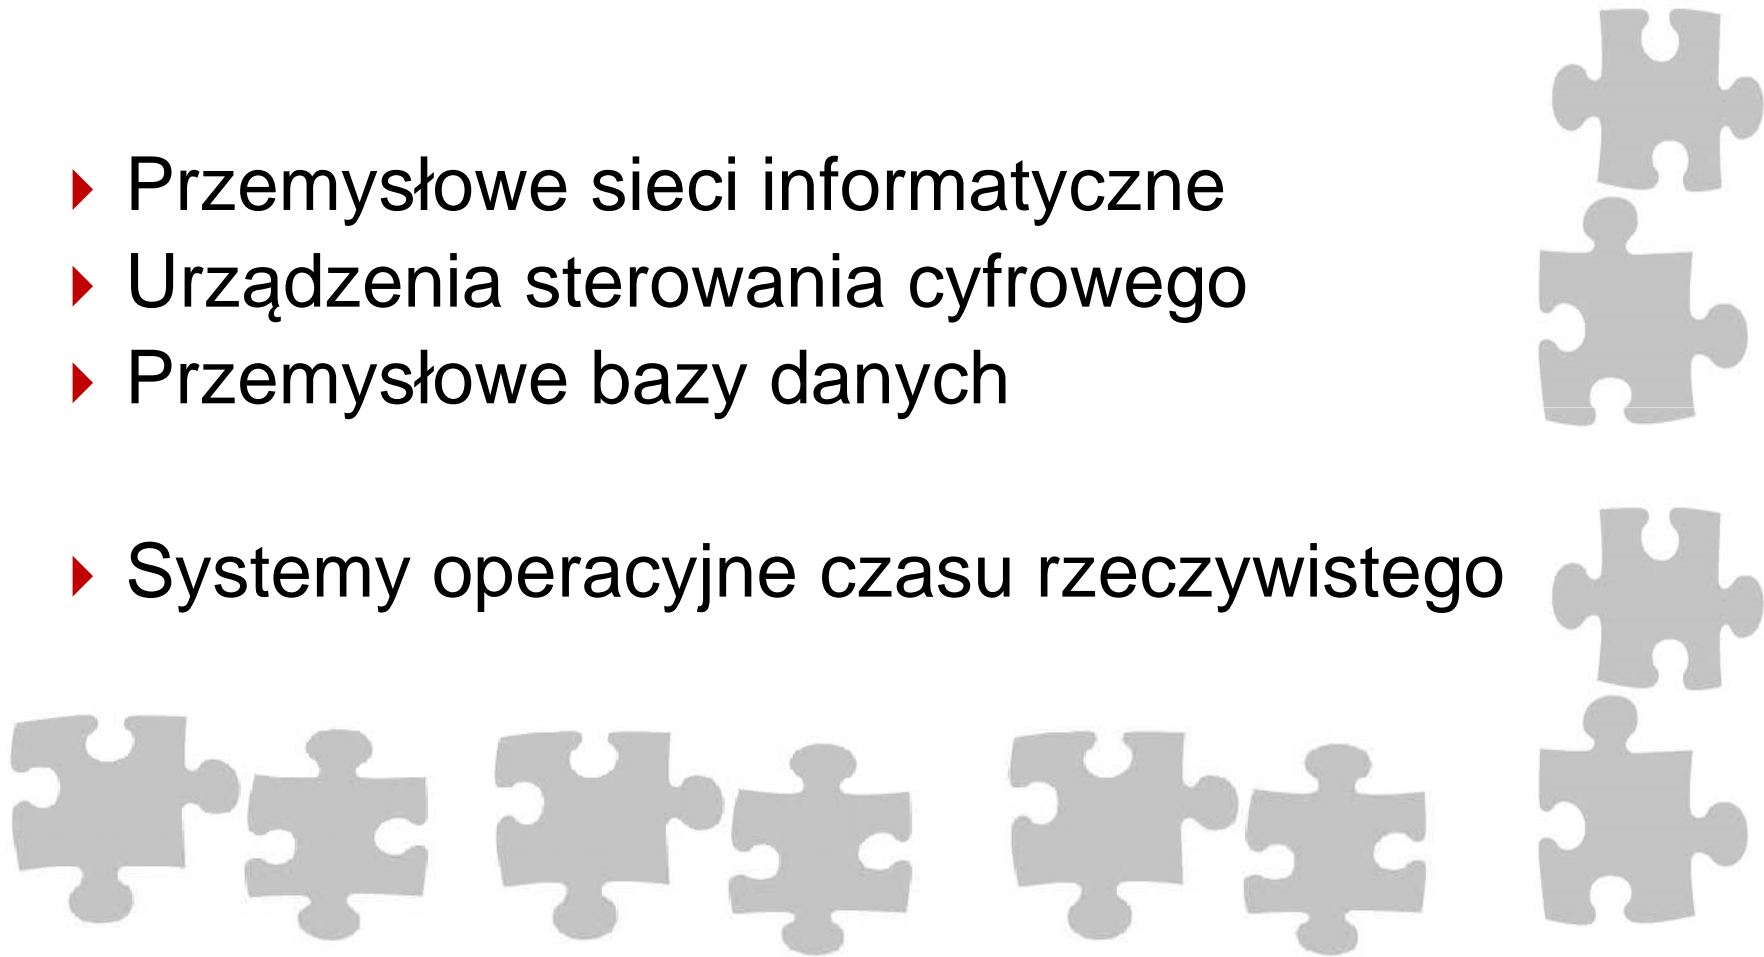 Przemysłowe sieci informatyczne
Urządzenia sterowania cyfrowego
Przemysłowe bazy danych
Systemy operacyjne czasu rzeczywistego